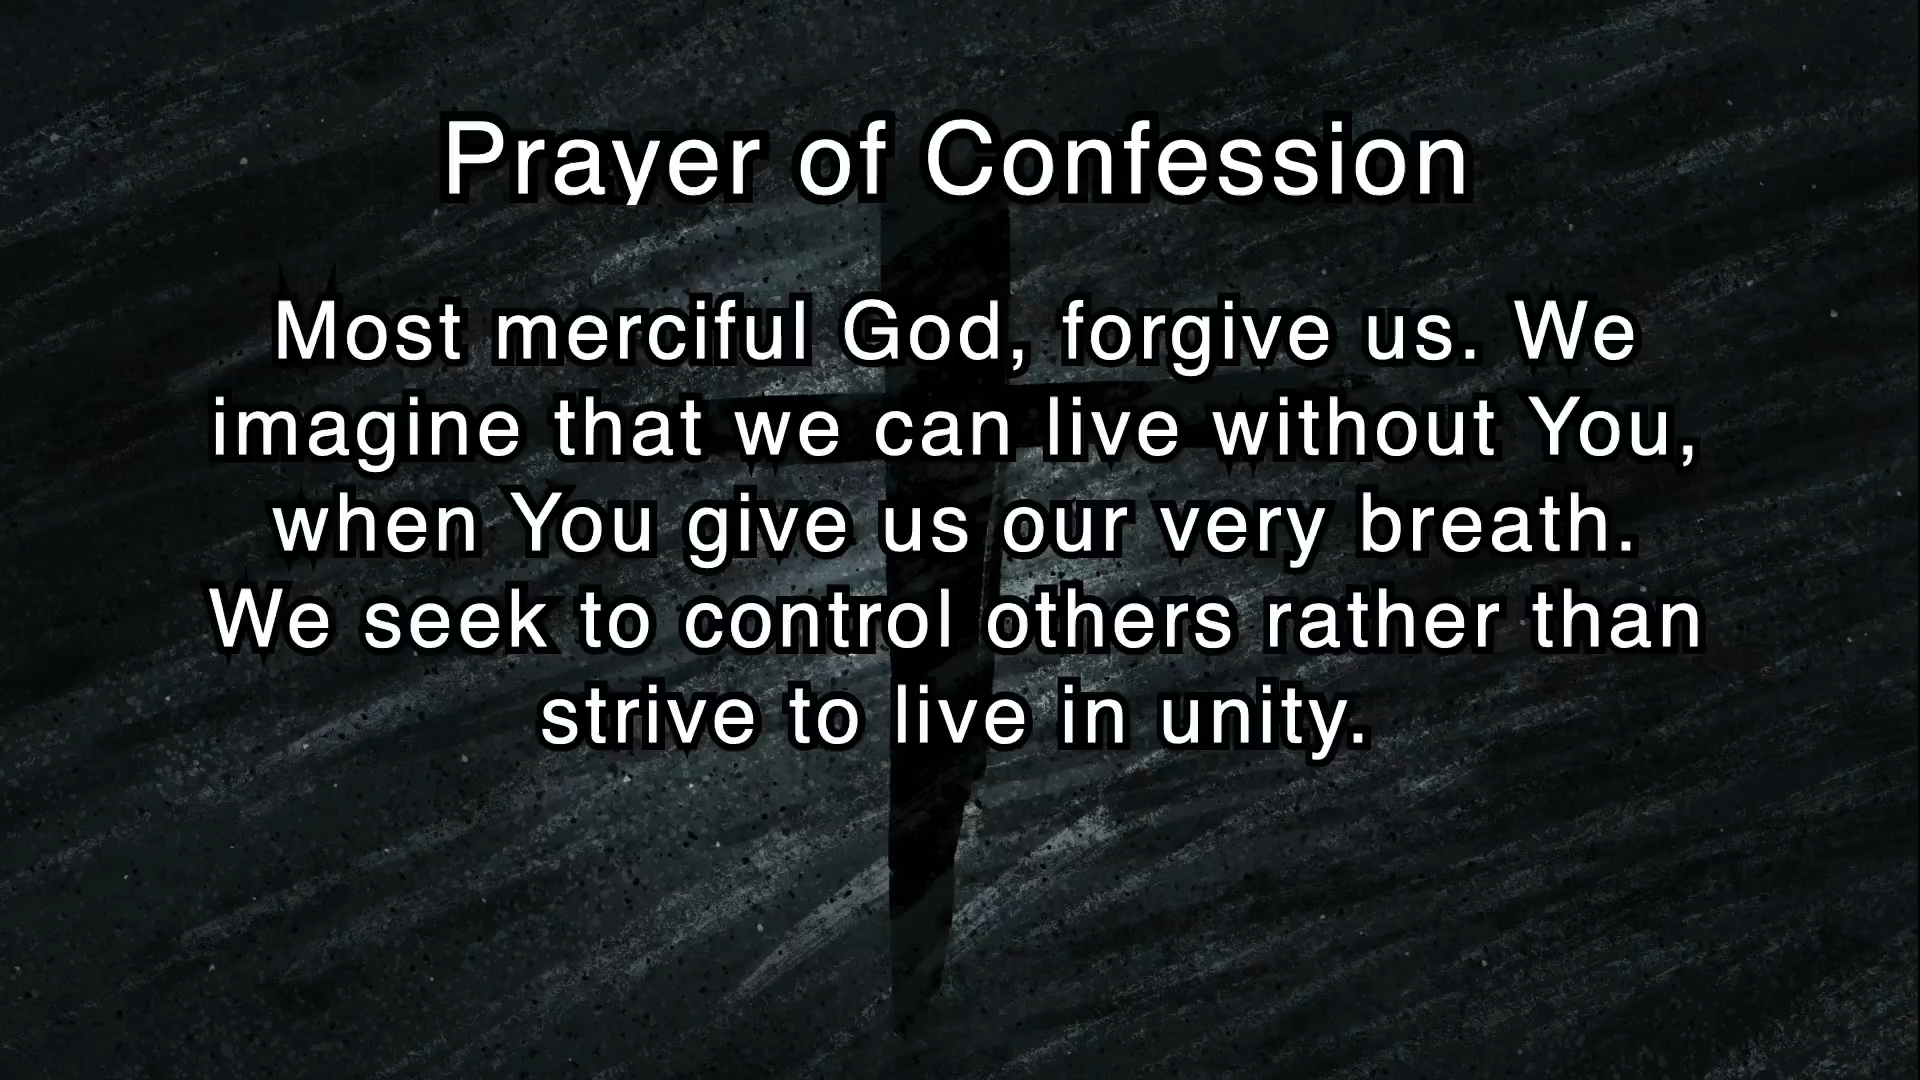 Prayer of Confession
Most merciful God, forgive us. We
imagine that we can live without You,
when You give us our very breath.
We seek to control others rather than
strive to live in unity.